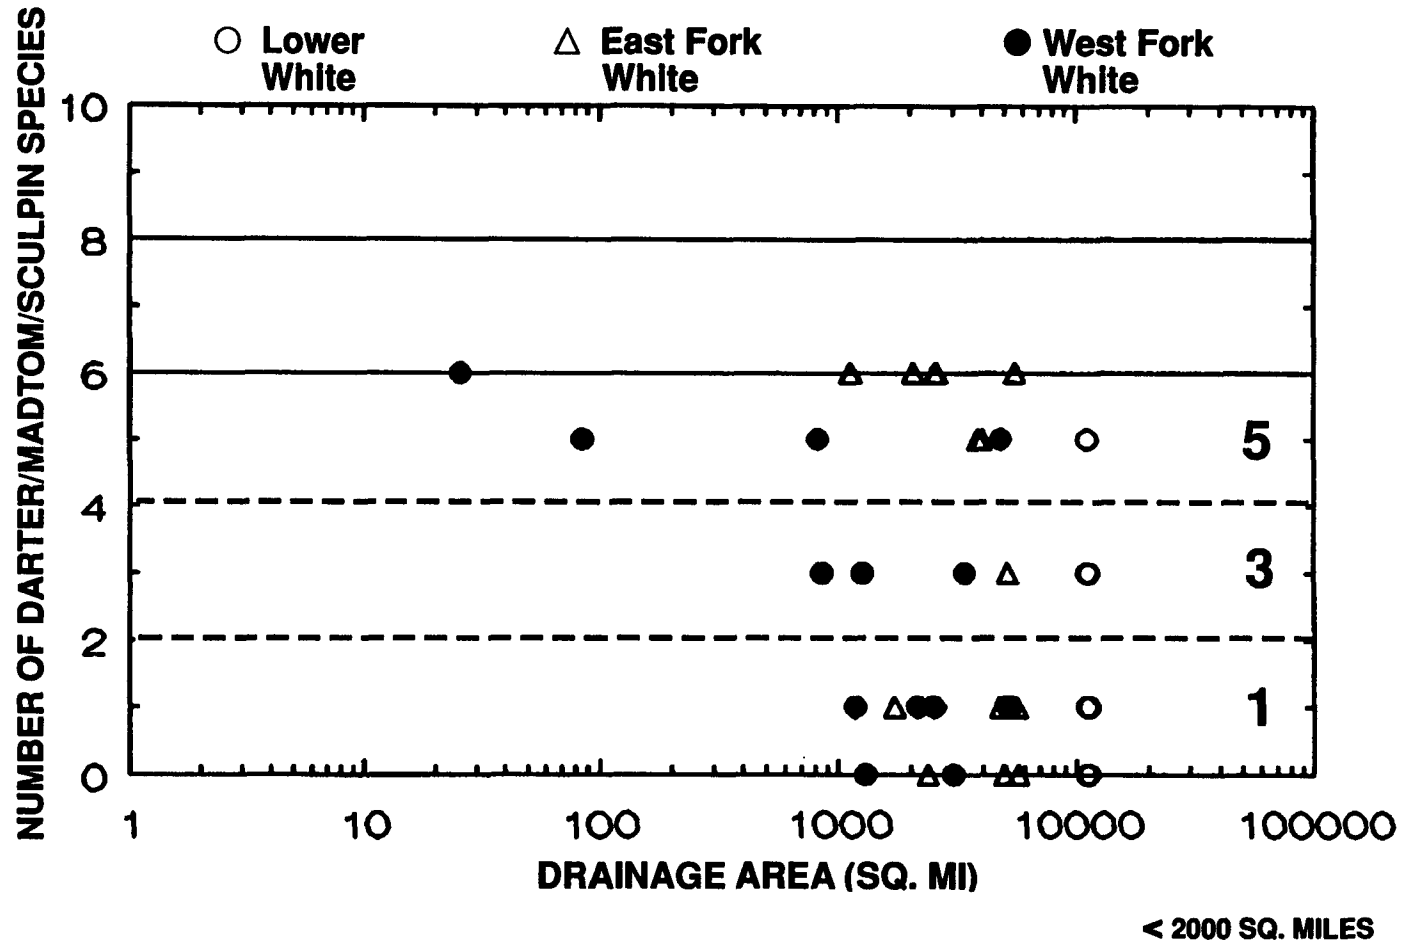 Lower
White
East Fork
White
West Fork
White
NUMBER OF DARTER/MADTOM/SCULPIN SPECIES
10
8
6
4
2
0
5
3
1
1
10
100
1000
10000
100000
DRAINAGE AREA (SQ. MI)
< 2000 SQ. MILES